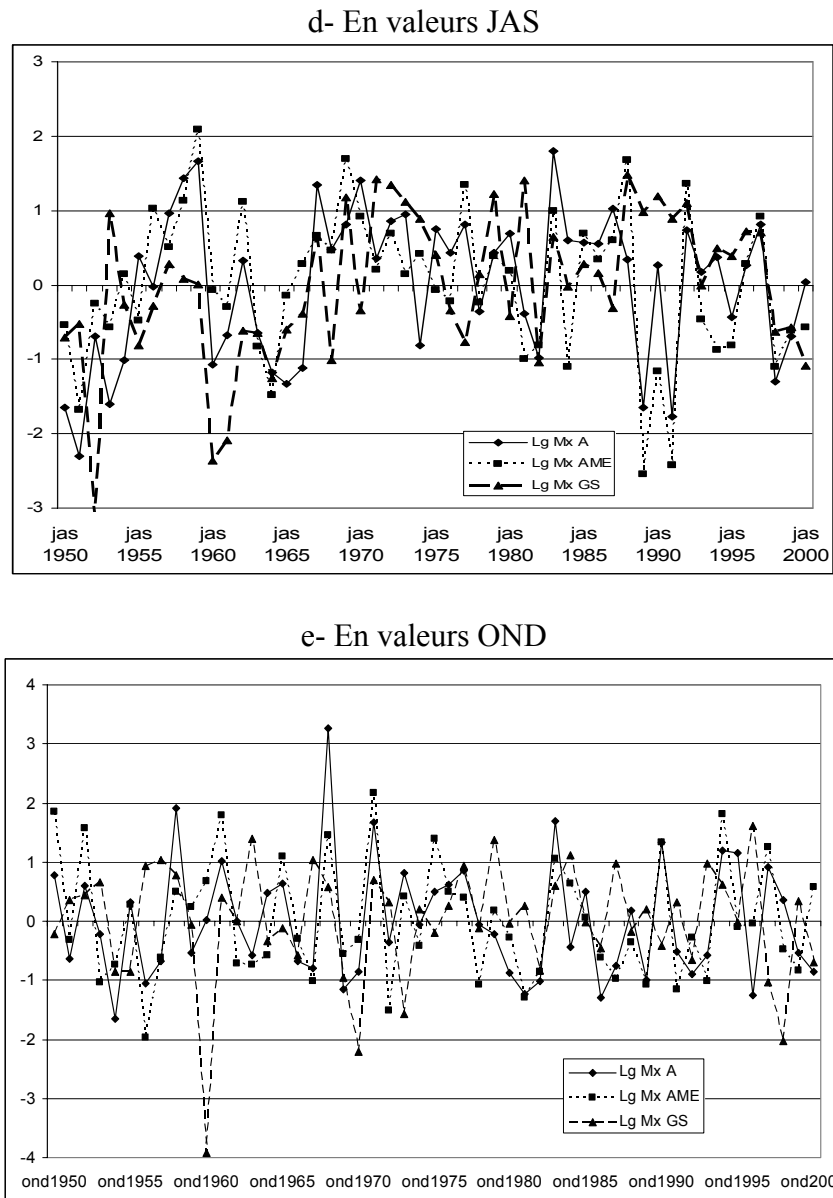 d- En valeurs JAS
3
2
1
0
-1
-2
-3
Lg Mx A
Lg Mx AME
Lg Mx GS
jas jas jas jas jas jas jas jas jas jas jas
1950 1955 1960 1965 1970 1975 1980 1985 1990 1995 2000
e- En valeurs OND
4
3
2
1
0
-1
-2
-3
-4
Lg Mx A
Lg Mx AME
Lg Mx GS
ond1950 ond1955 ond1960 ond1965 ond1970 ond1975 ond1980 ond1985 ond1990 ond1995 ond200